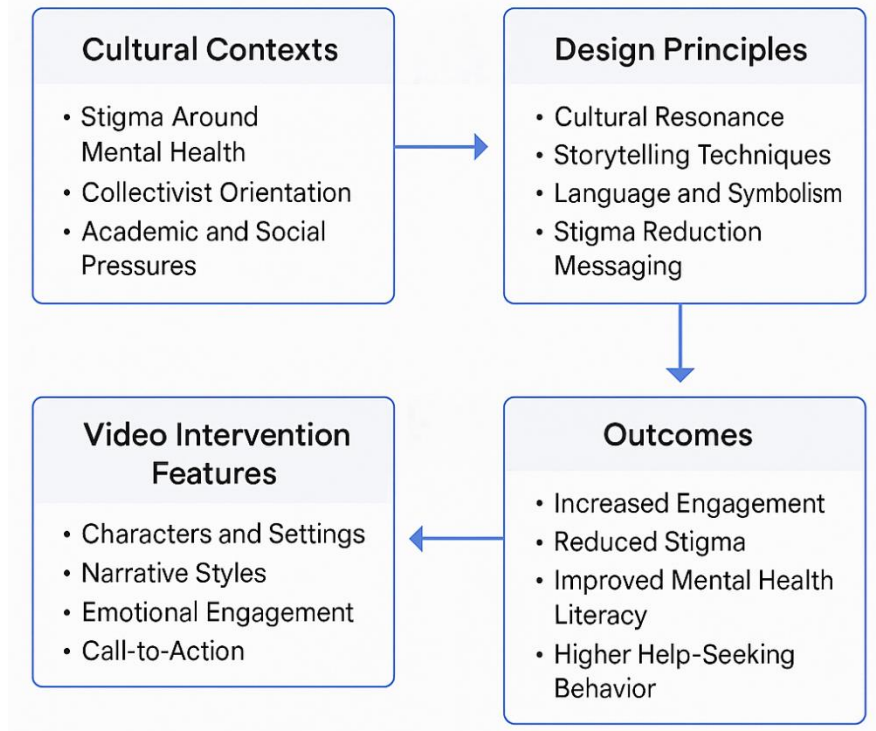 Cultural Contexts
• Stigma Around
Mental Health
• Collectivist Orientation
• Academic and Social
Pressures
Design Principles
• Cultural Resonance
• Storytelling Techniques
• Language and Symbolism
• Stigma Reduction
Messaging
Video Intervention
Features
• Characters and Settings
• Narrative Styles
• Emotional Engagement
• Call-to-Action
Outcomes
• Increased Engagement
• Reduced Stigma
• Improved Mental Health
Literacy
• Higher Help-Seeking
Behavior